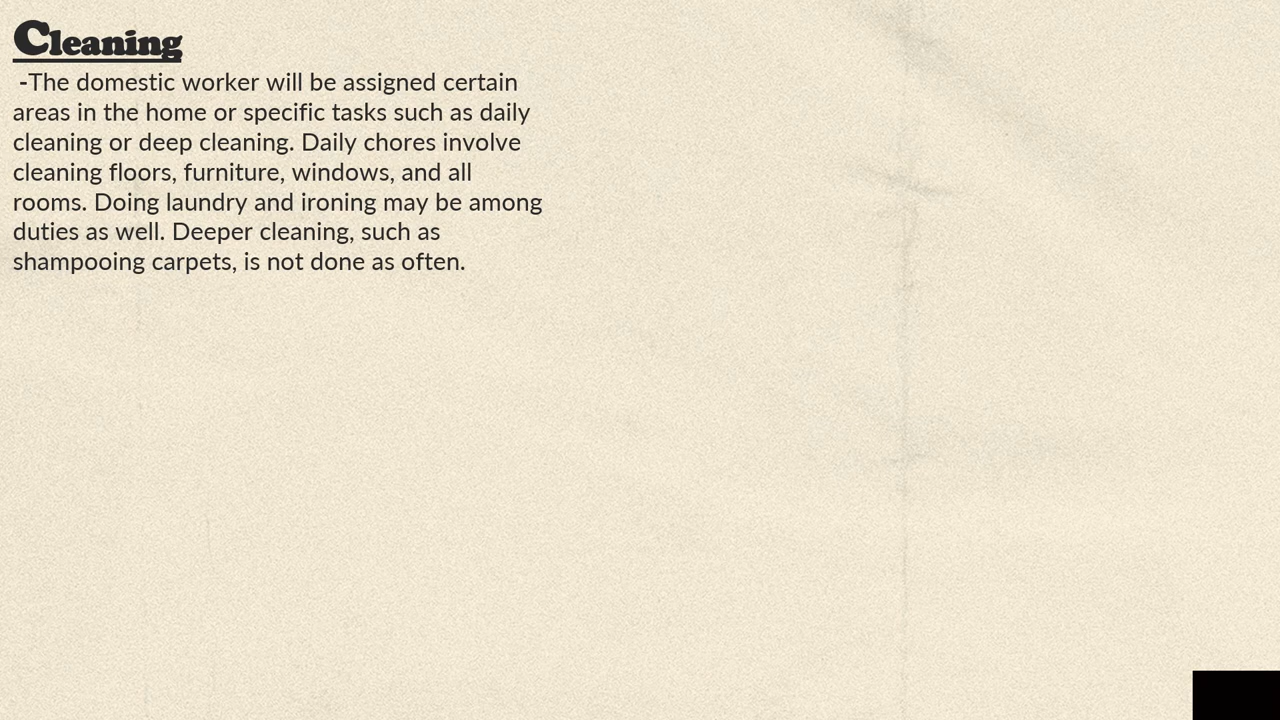 Cleaning
-The domestic worker will be assigned certain
areas in the home or specific tasks such as daily
cleaning or deep cleaning. Daily chores involve
cleaning floors, furniture, windows, and all
rooms. Doing laundry and ironing may be among
duties as well. Deeper cleaning, such as
shampooing carpets, is not done as often.